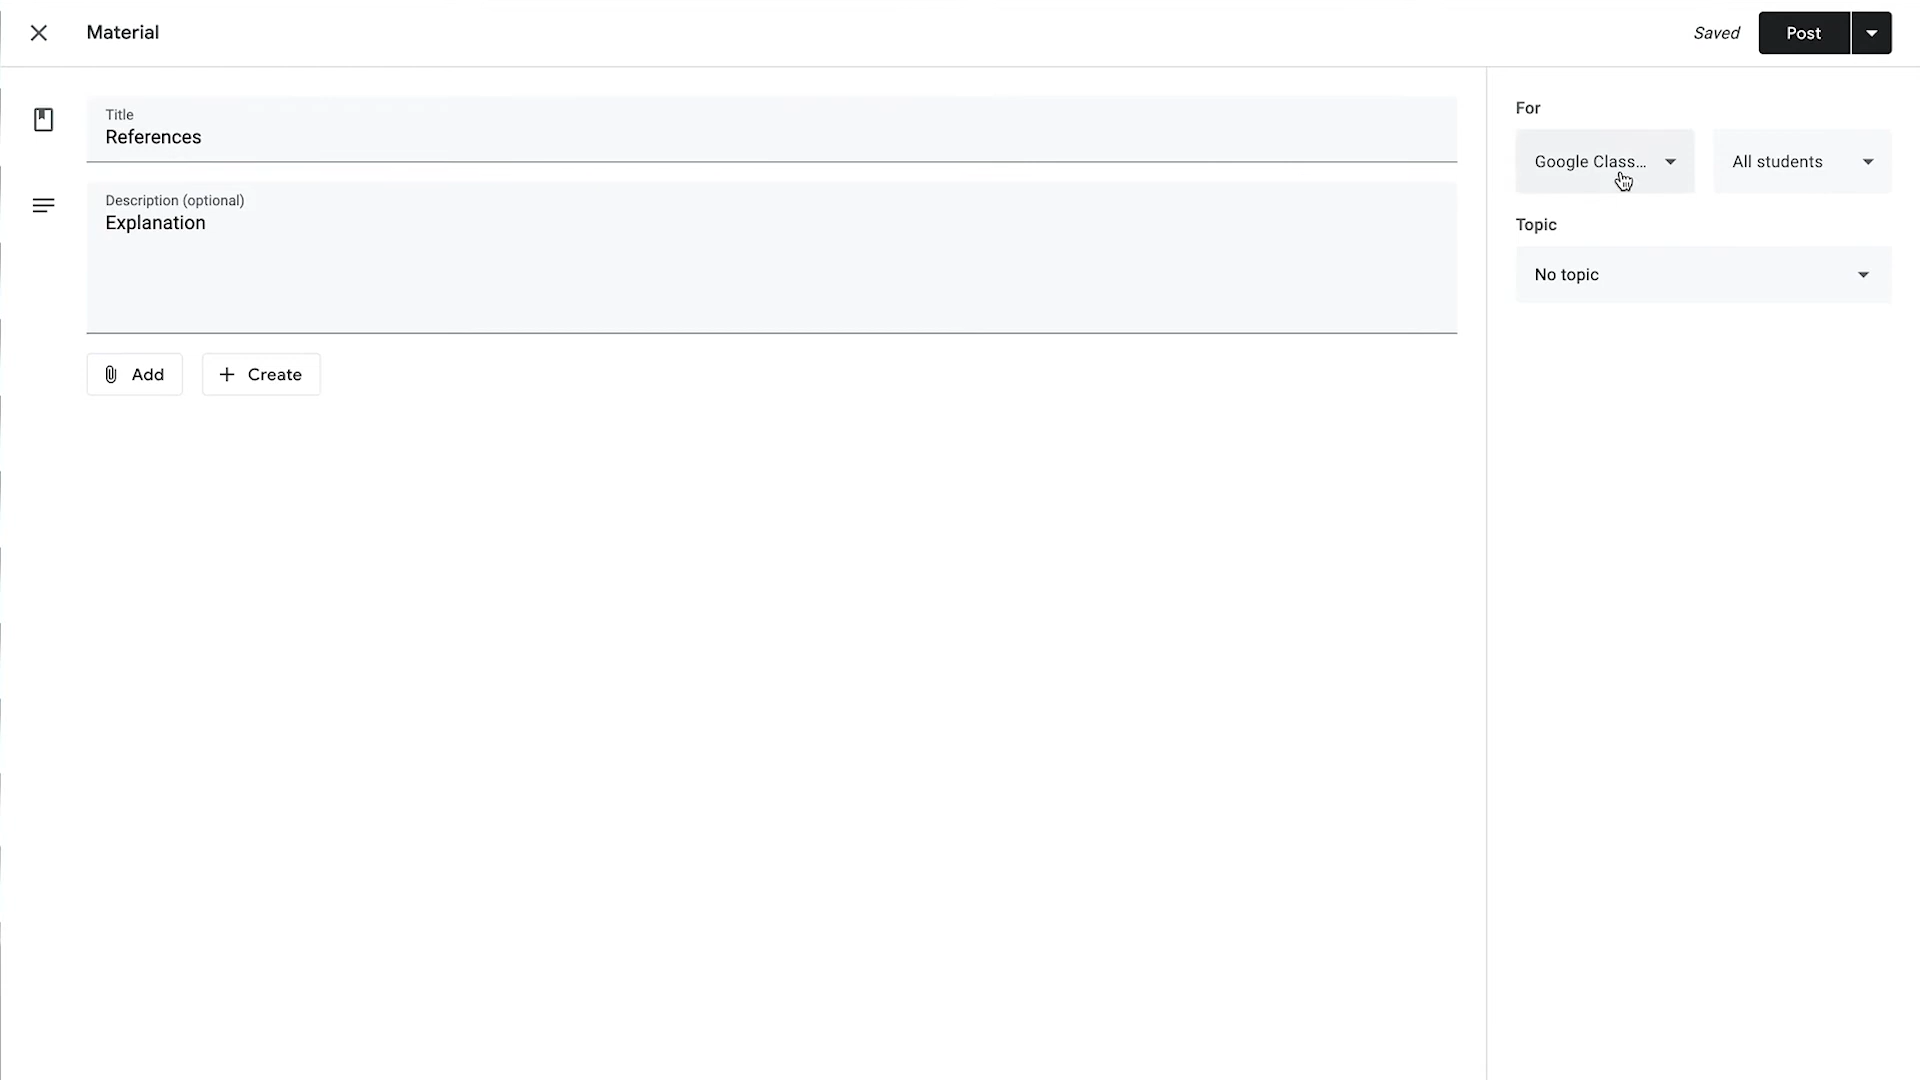 Material
Saved
Post
Title
References
Description (optional)
Explanation
Add
Create
For
Google Class...
All students
Topic
No topic